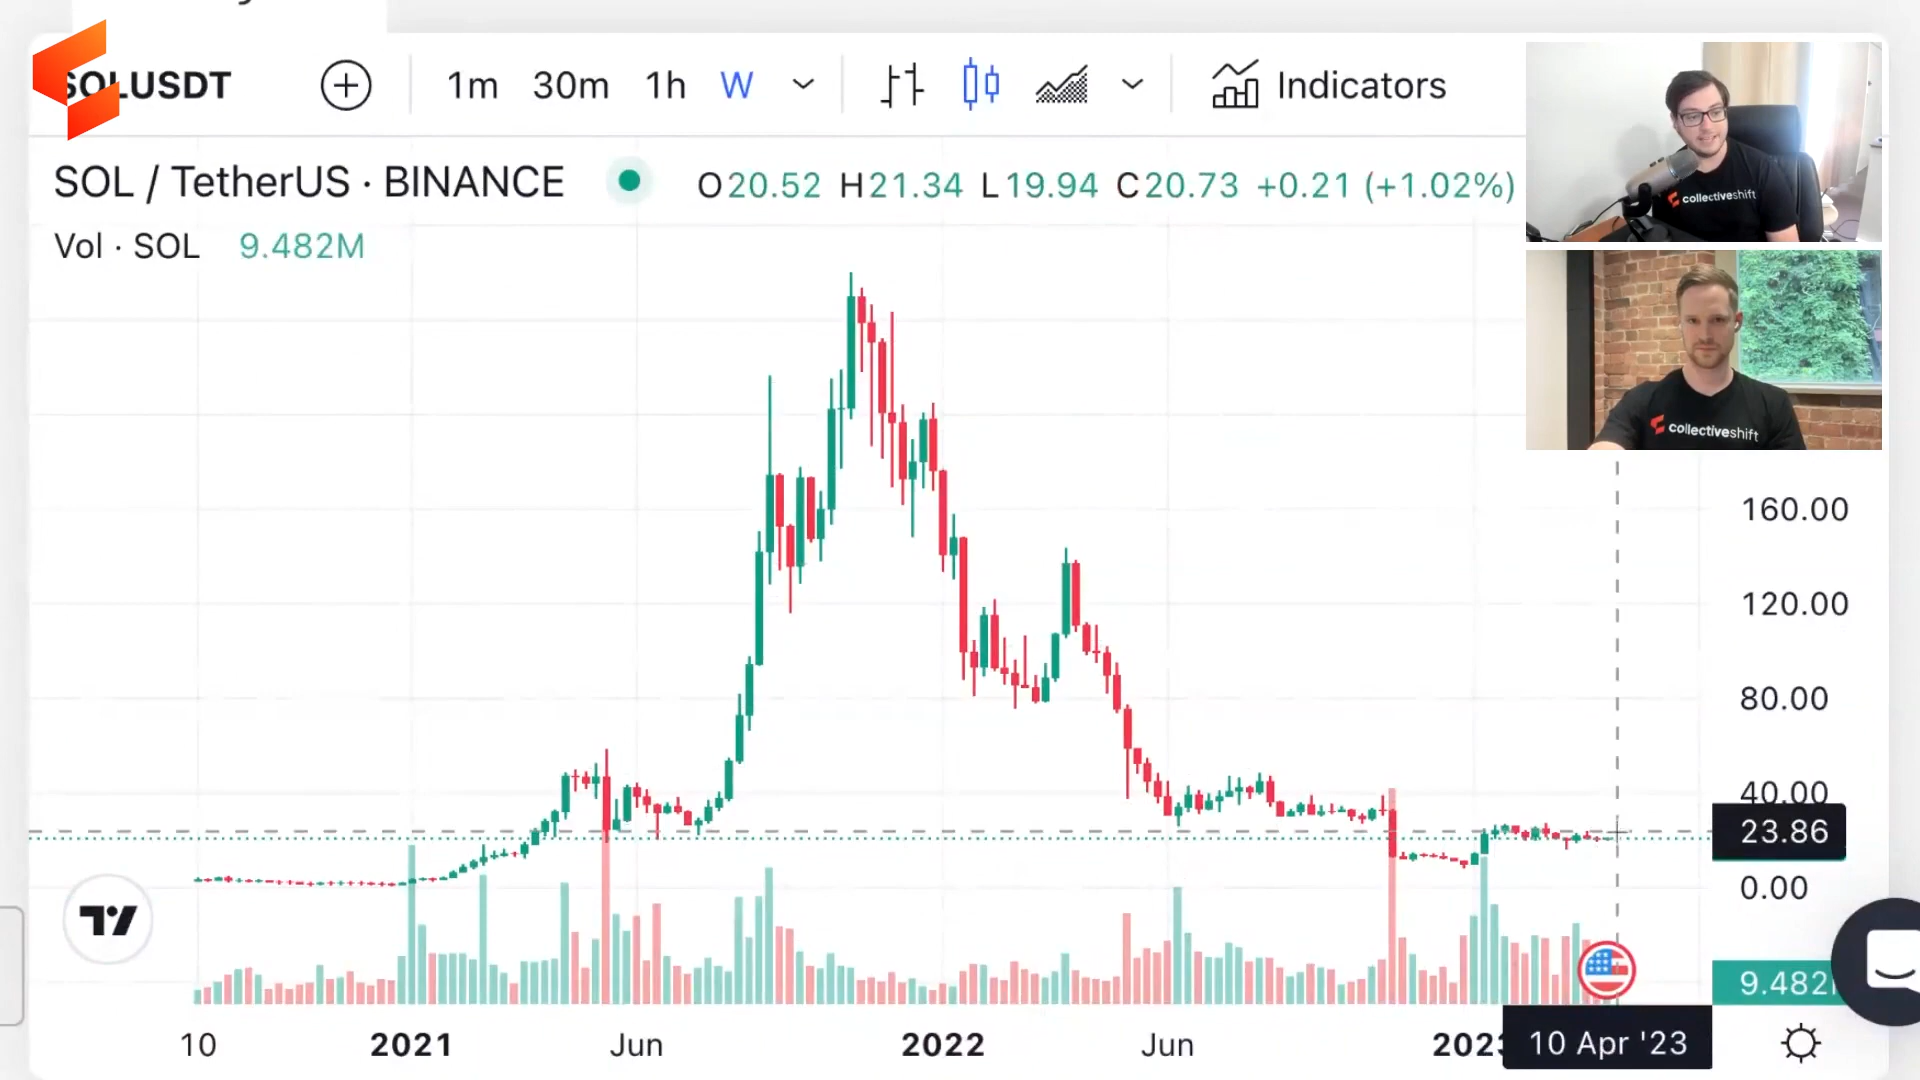 SOLUSDT
1m 30m 1h W Indicators
SOL / TetherUS · BINANCE
O20.52 H21.34 L19.94 C20.73 +0.21 (+1.02%)
Vol · SOL 9.482M
collectiveshift
collectiveshift
160.00
120.00
80.00
40.00
23.86
0.00
9.482
10 2021 Jun 2022 Jun 2023 10 Apr '23